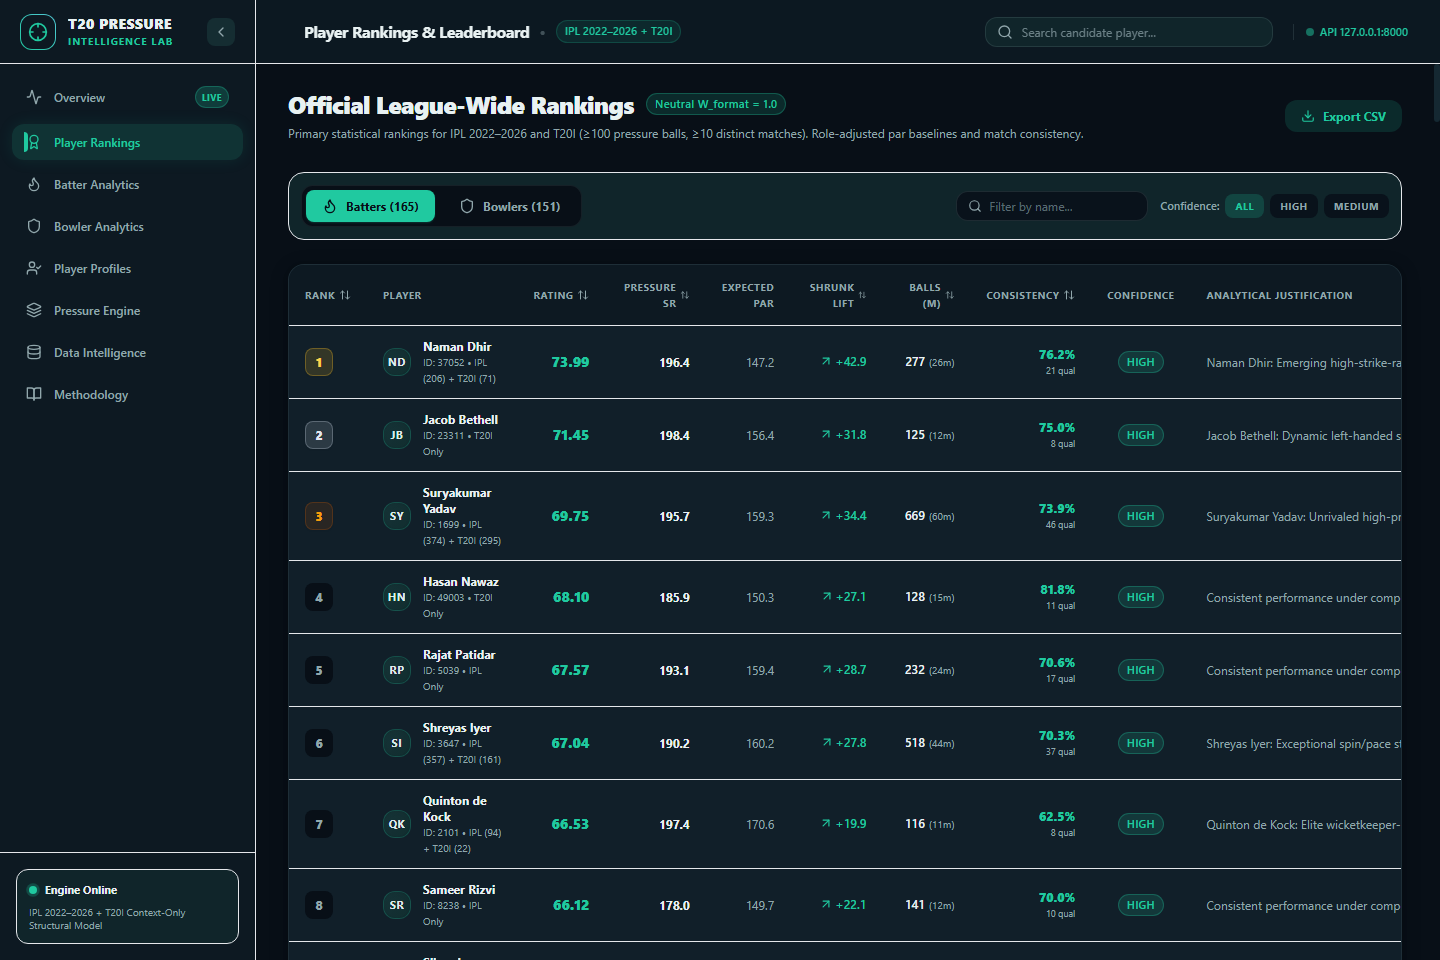 T20 PRESSURE
INTELLIGENCE LAB
Overview
LIVE
Player Rankings
Batter Analytics
Bowler Analytics
Player Profiles
Pressure Engine
Data Intelligence
Methodology
Engine Online
IPL 2022–2026 + T20I Context-Only
Structural Model
Player Rankings & Leaderboard • IPL 2022–2026 + T20I
Search candidate player...
API 127.0.0.1:8000
Official League-Wide Rankings Neutral W_format = 1.0
Primary statistical rankings for IPL 2022–2026 and T20I (≥100 pressure balls, ≥10 distinct matches). Role-adjusted par baselines and match consistency.
Export CSV
Batters (165) Bowlers (151)
Filter by name...
Confidence: ALL HIGH MEDIUM
RANK PLAYER RATING PRESSURE SR EXPECTED PAR SHRUNK LIFT BALLS (M) CONSISTENCY CONFIDENCE ANALYTICAL JUSTIFICATION
1 ND Naman Dhir
ID: 37052 • IPL
(206) + T20I (71)
73.99 196.4 147.2 +42.9 277 (26m) 76.2%
21 qual
HIGH Naman Dhir: Emerging high-strike-ra
2 JB Jacob Bethell
ID: 23311 • T20I
Only
71.45 198.4 156.4 +31.8 125 (12m) 75.0%
8 qual
HIGH Jacob Bethell: Dynamic left-handed s
3 SY Suryakumar
Yadav
ID: 1699 • IPL
(374) + T20I (295)
69.75 195.7 159.3 +34.4 669 (60m) 73.9%
46 qual
HIGH Suryakumar Yadav: Unrivaled high-pr
4 HN Hasan Nawaz
ID: 49003 • T20I
Only
68.10 185.9 150.3 +27.1 128 (15m) 81.8%
11 qual
HIGH Consistent performance under comp
5 RP Rajat Patidar
ID: 5039 • IPL
Only
67.57 193.1 159.4 +28.7 232 (24m) 70.6%
17 qual
HIGH Consistent performance under comp
6 SI Shreyas Iyer
ID: 3647 • IPL
(357) + T20I (161)
67.04 190.2 160.2 +27.8 518 (44m) 70.3%
37 qual
HIGH Shreyas Iyer: Exceptional spin/pace st
7 QK Quinton de
Kock
ID: 2101 • IPL (94)
+ T20I (22)
66.53 197.4 170.6 +19.9 116 (11m) 62.5%
8 qual
HIGH Quinton de Kock: Elite wicketkeeper-
8 SR Sameer Rizvi
ID: 8238 • IPL
Only
66.12 178.0 149.7 +22.1 141 (12m) 70.0%
10 qual
HIGH Consistent performance under comp